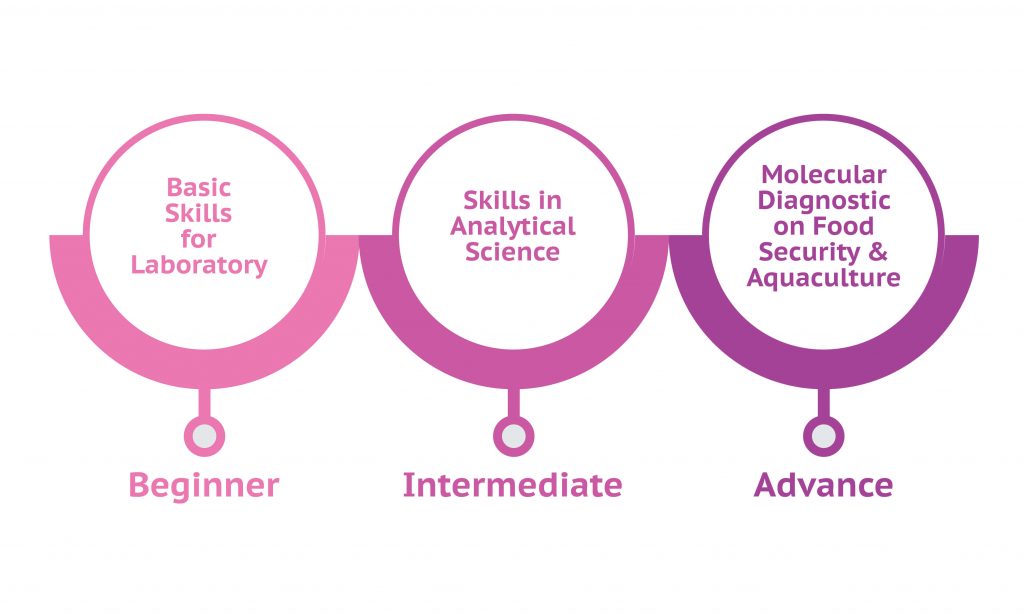 Basic
Skills
for
Laboratory
Beginner
Skills in
Analytical
Science
Intermediate
Molecular
Diagnostic
on Food
Security &
Aquaculture
Advance